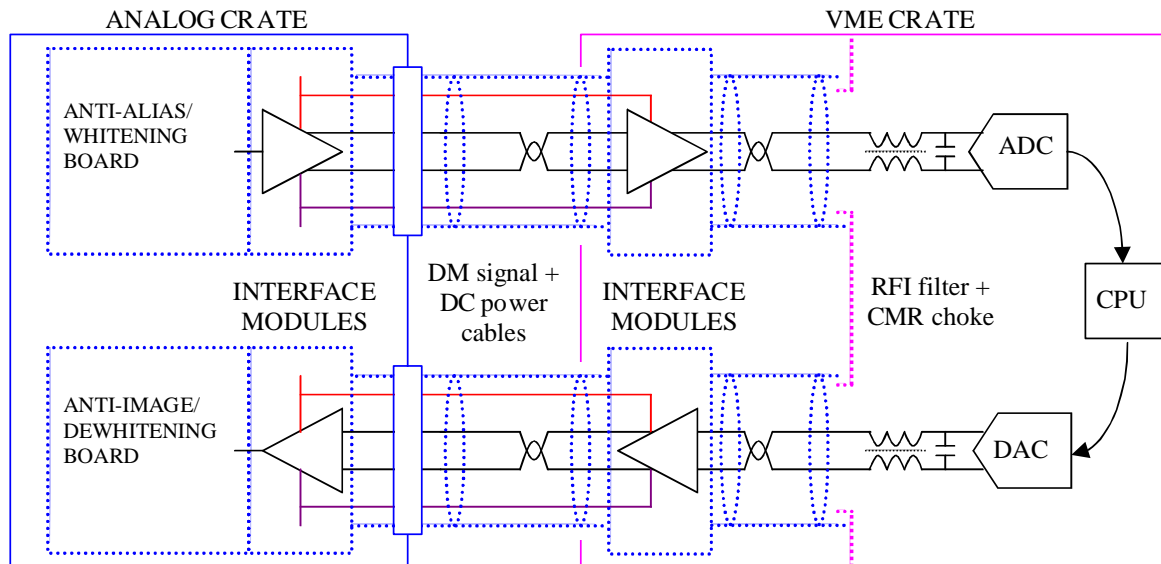 ANALOG CRATE
VME CRATE
ANTI-ALIAS/
WHITENING
BOARD
ADC
INTERFACE
MODULES
DM signal +
DC power
cables
INTERFACE
MODULES
RFI filter +
CMR choke
CPU
ANTI-IMAGE/
DEWHITENING
BOARD
DAC